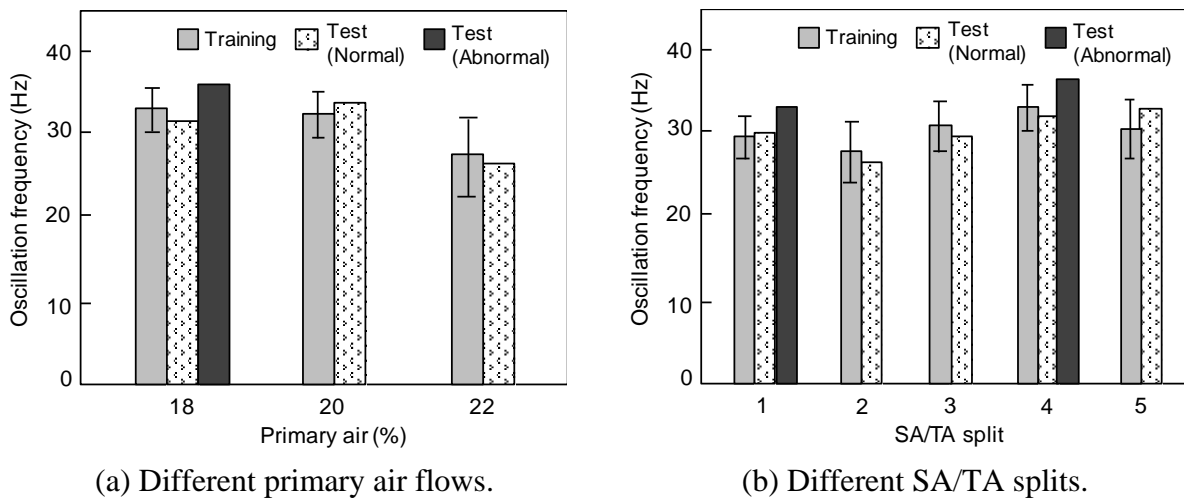 Training
Test
(Normal)
Test
(Abnormal)
40
30
20
10
0
Oscillation frequency (Hz)
18
20
22
Primary air (%)
(a) Different primary air flows.
Training
Test
(Normal)
Test
(Abnormal)
40
30
20
10
0
Oscillation frequency (Hz)
1
2
3
4
5
SA/TA split
(b) Different SA/TA splits.